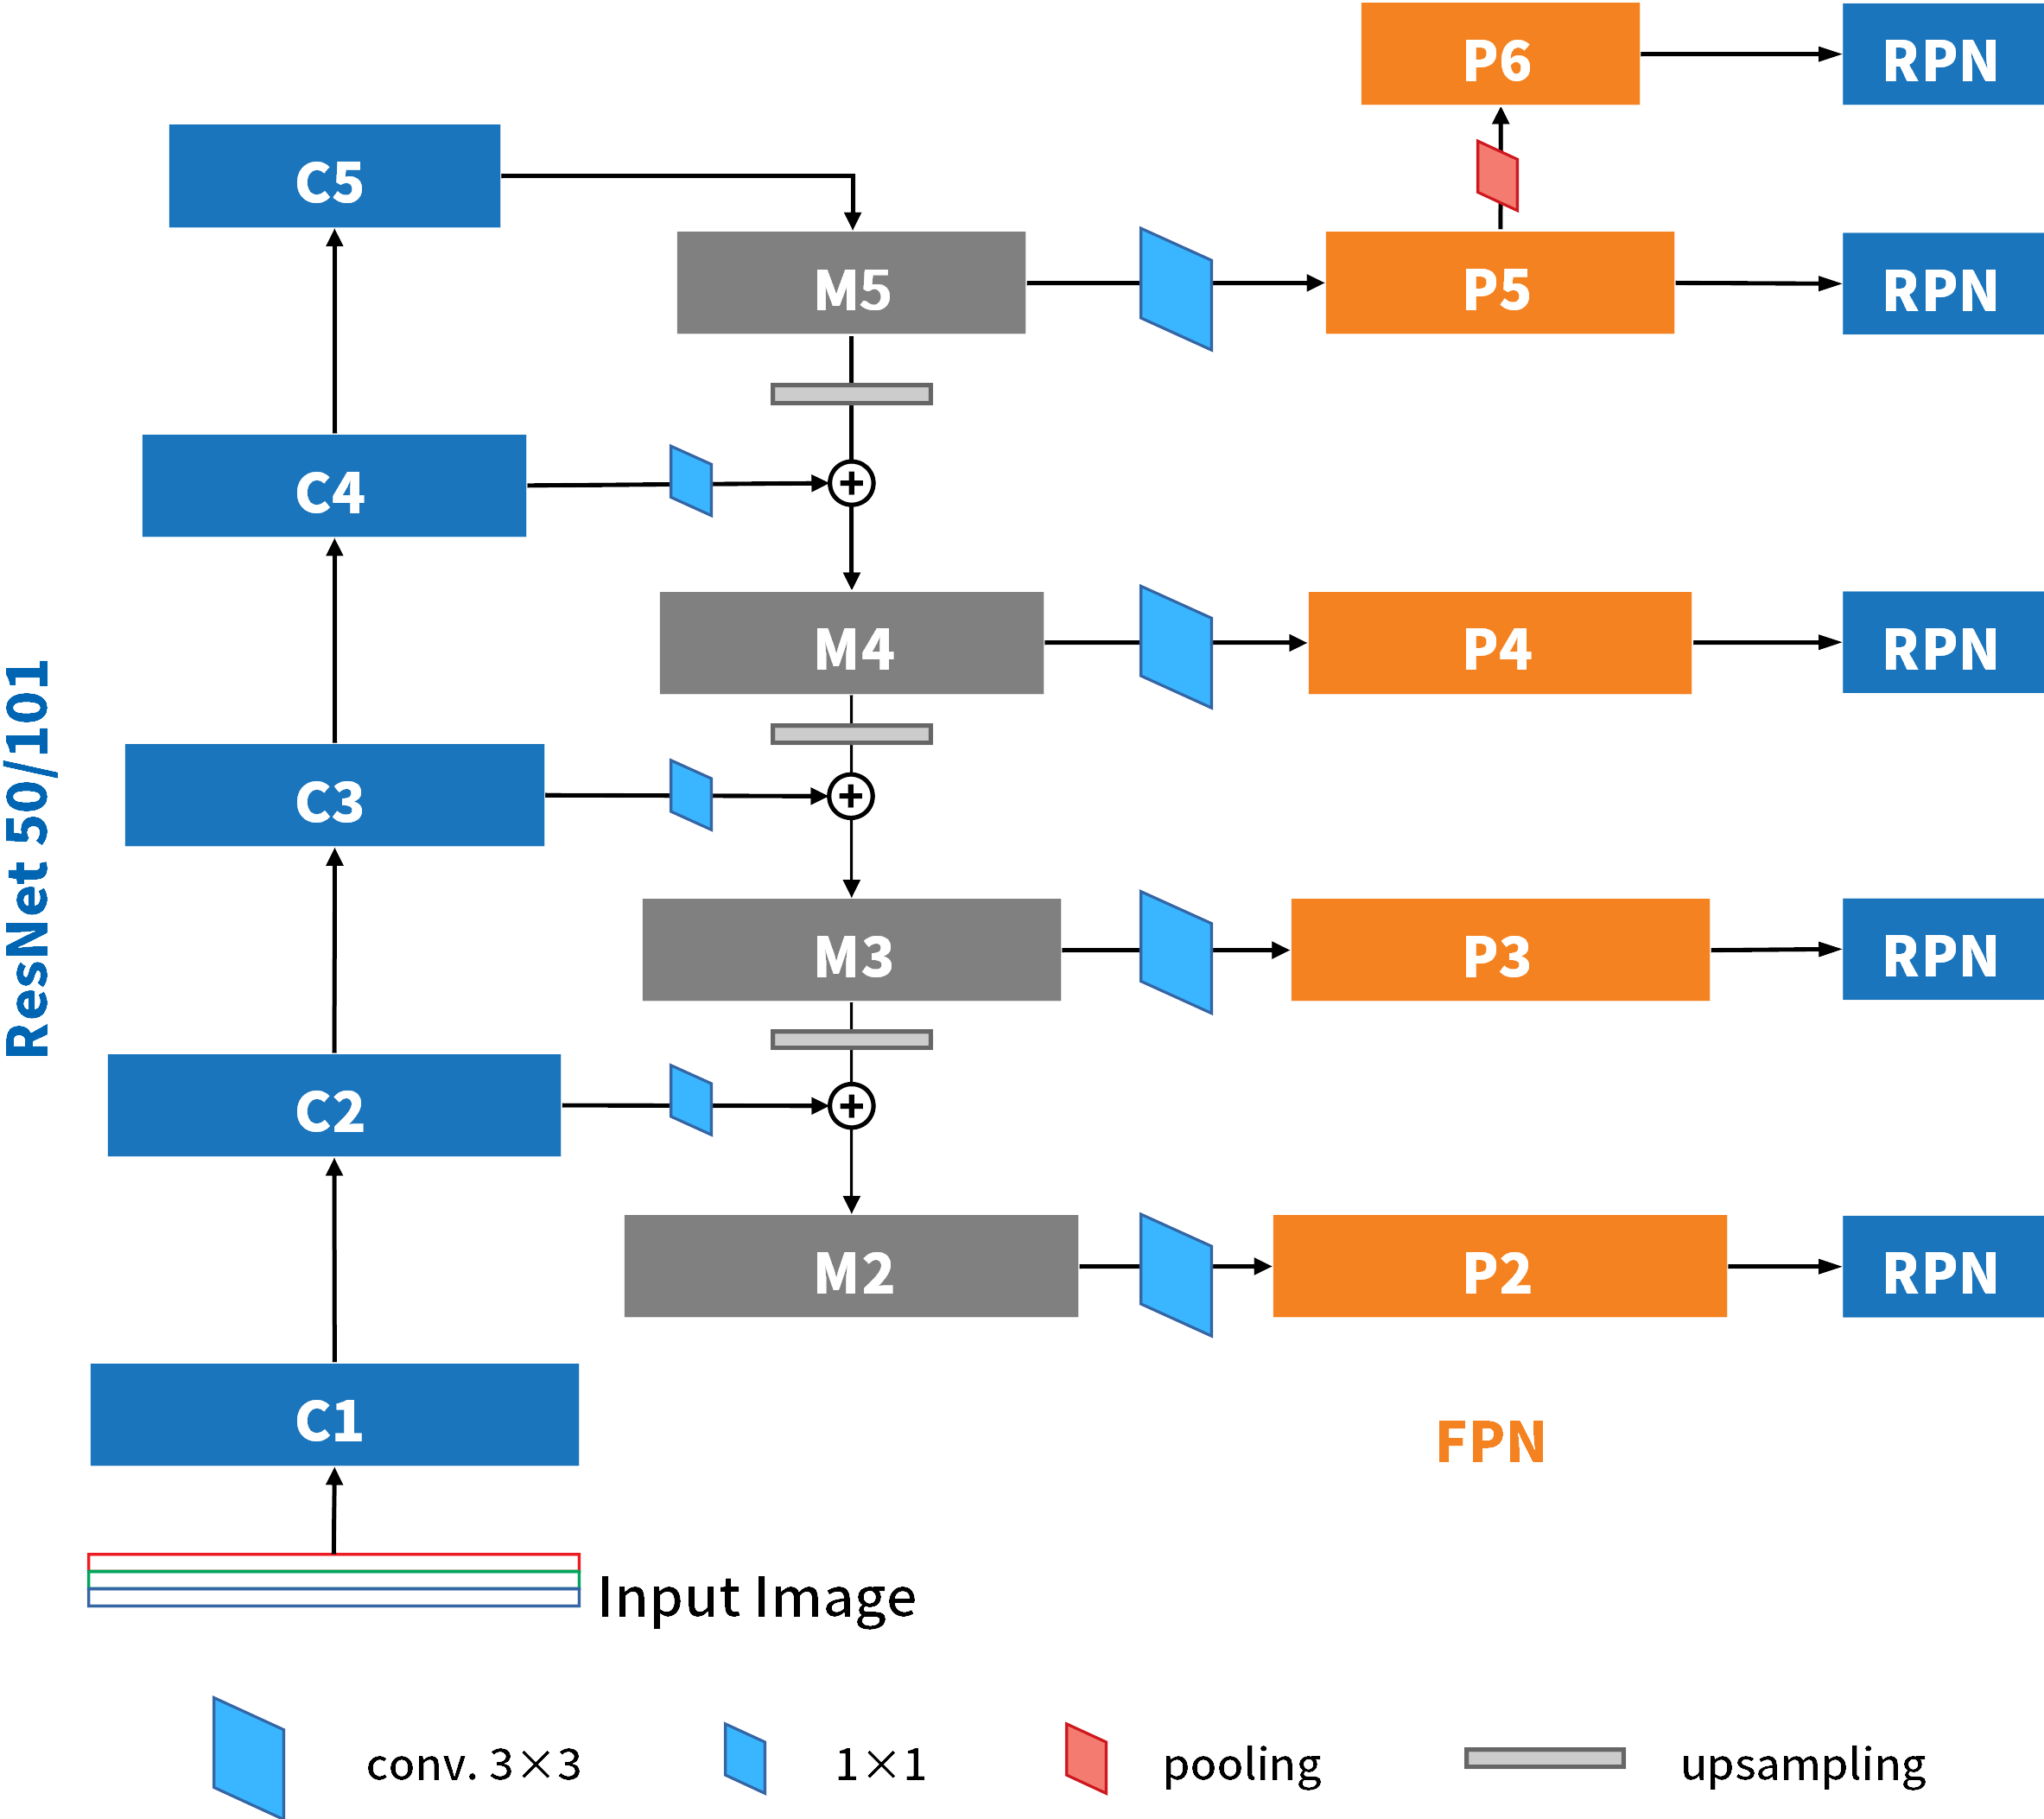 P6 RPN
C5
M5 P5 RPN
C4
M4 P4 RPN
ResNet 50/101
C3
M3 P3 RPN
C2
M2 P2 RPN
C1
FPN
Input Image
conv. 3×3 1×1 pooling upsampling